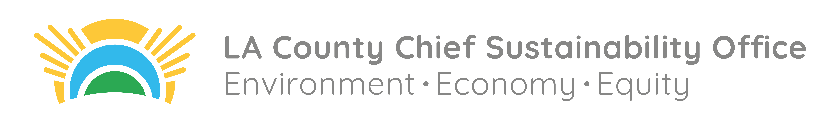 LA County Chief Sustainability Office
Environment · Economy · Equity